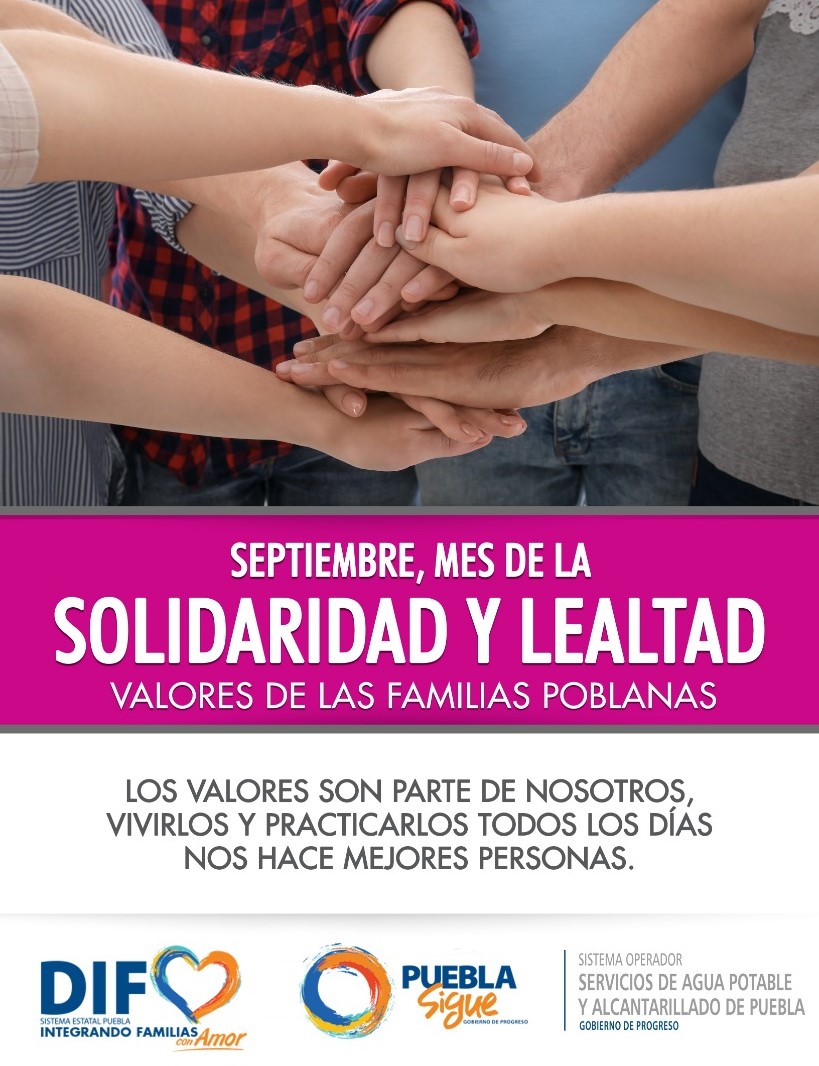 SEPTIEMBRE, MES DE LA
SOLIDARIDAD Y LEALTAD
VALORES DE LAS FAMILIAS POBLANAS
LOS VALORES SON PARTE DE NOSOTROS,
VIVIRLOS Y PRACTICARLOS TODOS LOS DÍAS
NOS HACE MEJORES PERSONAS.
DIF
SISTEMA ESTATAL PUEBLA
INTEGRANDO FAMILIAS
con Amor
PUEBLA
Sigue
GOBIERNO DE PROGRESO
SISTEMA OPERADOR
SERVICIOS DE AGUA POTABLE
Y ALCANTARILLADO DE PUEBLA
GOBIERNO DE PROGRESO